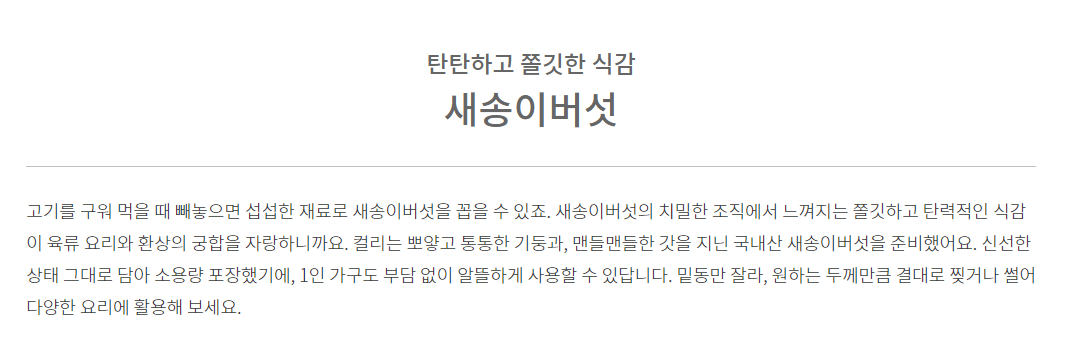 탄탄하고 쫄깃한 식감
새송이버섯
고기를 구워 먹을 때 빼놓으면 섭섭한 재료로 새송이버섯을 꼽을 수 있죠. 새송이버섯의 치밀한 조직에서 느껴지는 쫄깃하고 탄력적인 식감
이 육류 요리와 환상의 궁합을 자랑하니까요. 컬리는 뽀얗고 통통한 기둥과, 맨들맨들한 갓을 지닌 국내산 새송이버섯을 준비했어요. 신선한
상태 그대로 담아 소용량 포장했기에, 1인 가구도 부담 없이 알뜰하게 사용할 수 있답니다. 밑동만 잘라, 원하는 두께만큼 결대로 찢거나 썰어
다양한 요리에 활용해 보세요.